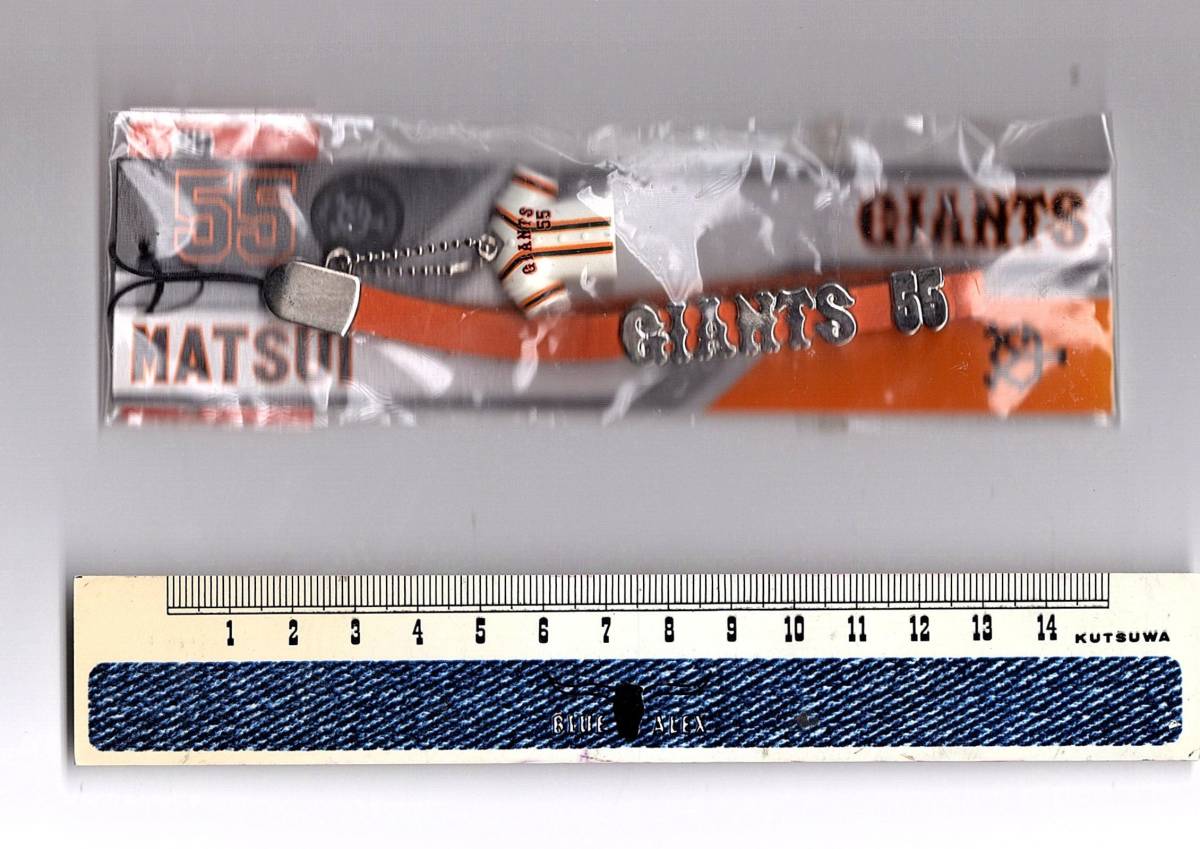 55
GIANTS
GIANTS
55
GIANTS 55
MATSUI
1 2 3 4 5 6 7 8 9 10 11 12 13 14 KUTSUWA
BLUE ALEX